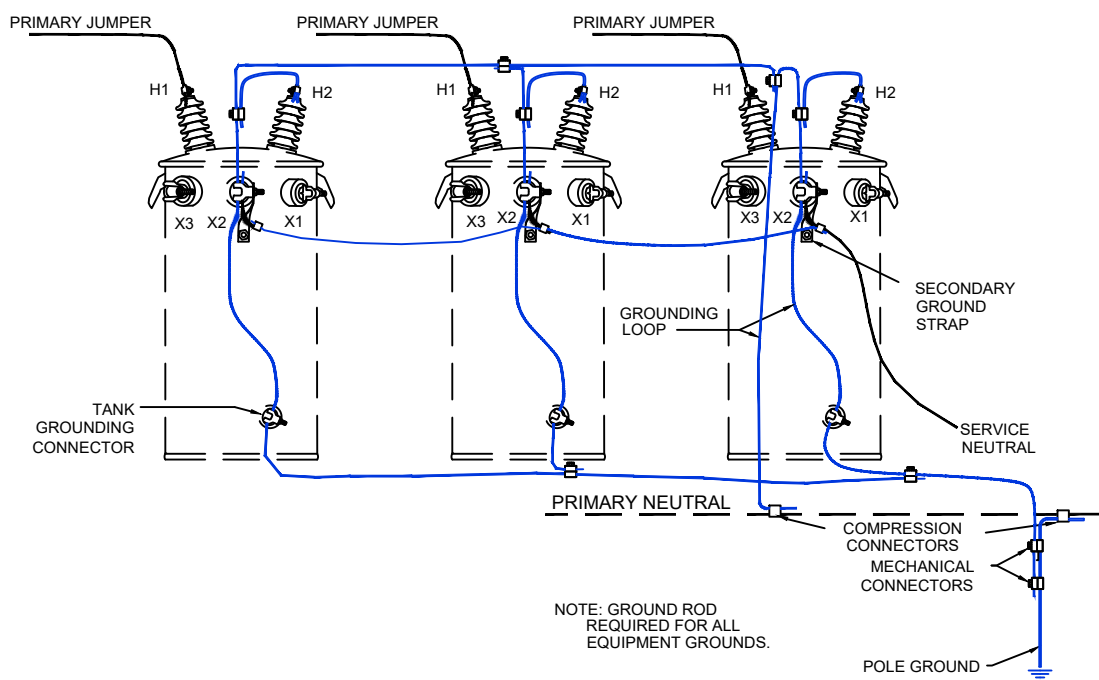 PRIMARY JUMPER
PRIMARY JUMPER
PRIMARY JUMPER
H1
H2
H1
H2
H1
H2
X3
X2
X1
X3
X2
X1
X3
X2
X1
SECONDARY
GROUND
STRAP
GROUNDING
LOOP
TANK
GROUNDING
CONNECTOR
SERVICE
NEUTRAL
PRIMARY NEUTRAL
COMPRESSION
CONNECTORS
MECHANICAL
CONNECTORS
NOTE: GROUND ROD
REQUIRED FOR ALL
EQUIPMENT GROUNDS.
POLE GROUND